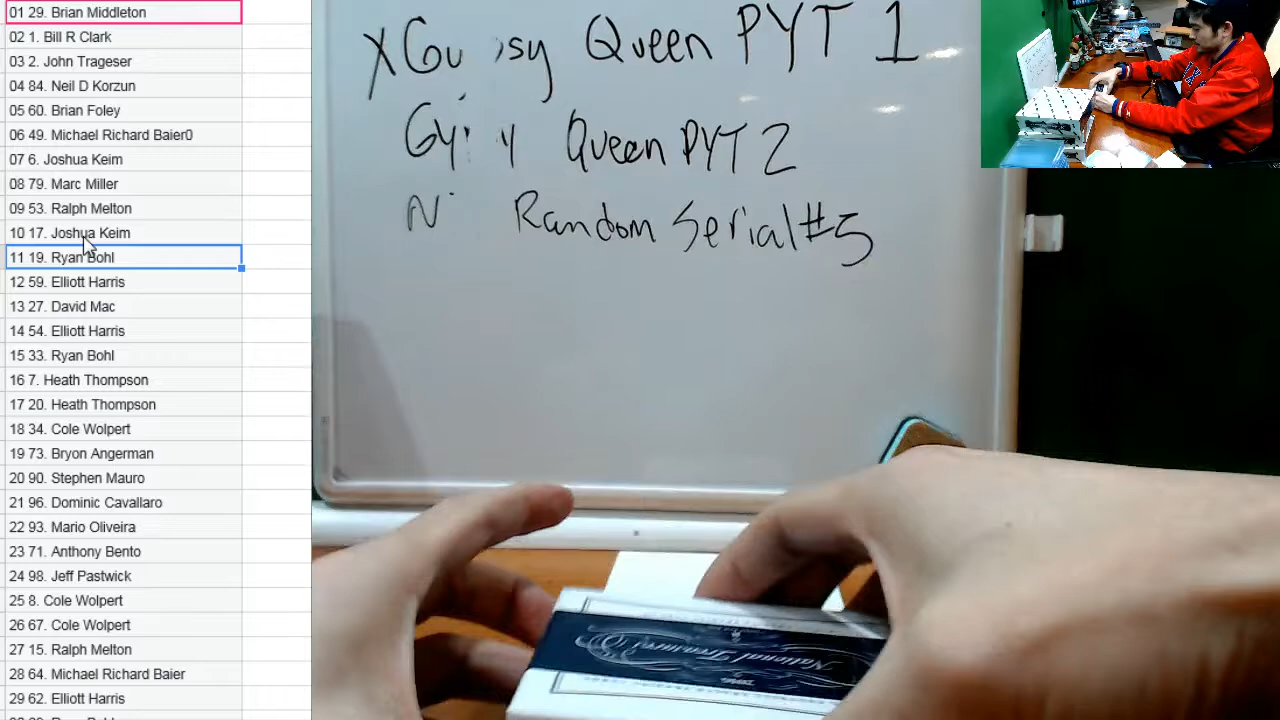 01 29. Brian Middleton
02 1. Bill R Clark
03 2. John Trageser
04 84. Neil D Korzun
05 60. Brian Foley
06 49. Michael Richard Baier0
07 6. Joshua Keim
08 79. Marc Miller
09 53. Ralph Melton
10 17. Joshua Keim
11 19. Ryan Bohl
12 59. Elliott Harris
13 27. David Mac
14 54. Elliott Harris
15 33. Ryan Bohl
16 7. Heath Thompson
17 20. Heath Thompson
18 34. Cole Wolpert
19 73. Bryon Angerman
20 90. Stephen Mauro
21 96. Dominic Cavallaro
22 93. Mario Oliveira
23 71. Anthony Bento
24 98. Jeff Pastwick
25 8. Cole Wolpert
26 67. Cole Wolpert
27 15. Ralph Melton
28 64. Michael Richard Baier
29 62. Elliott Harris
Queen PYT 1
Queen PYT 2
Random Serial #5
National Treasures